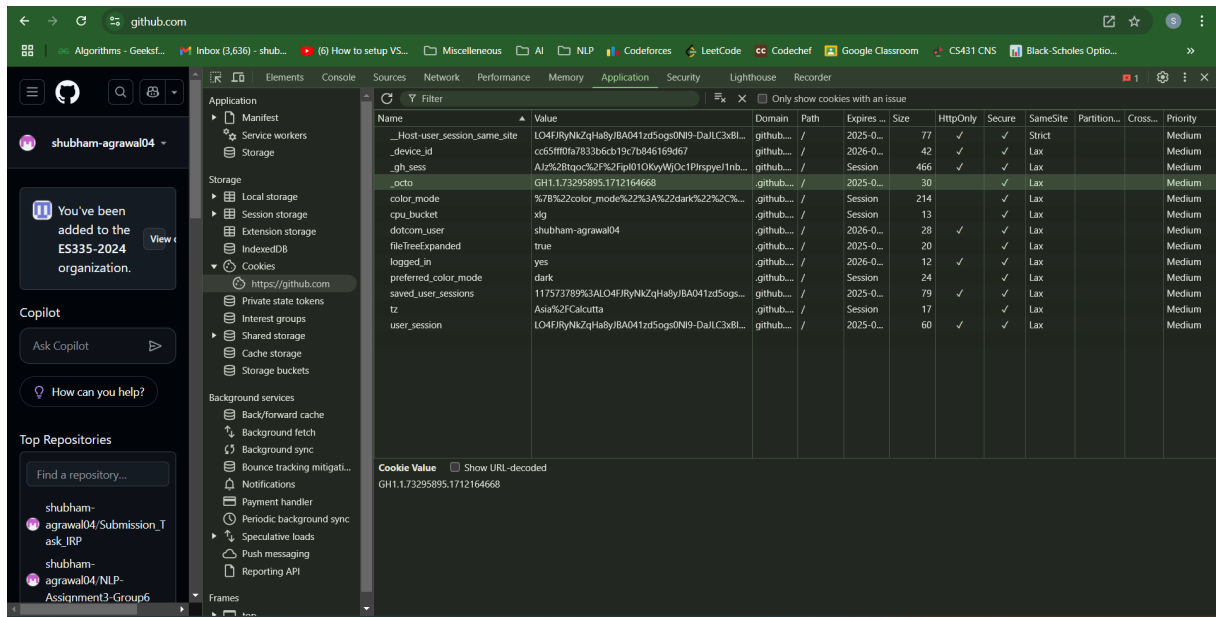 github.com
S
Algorithms - Geeksf...
Inbox (3,636) - shub...
(6) How to setup VS...
Miscelleneous
AI
NLP
Codeforces
LeetCode
CC Codechef
Google Classroom
CS431 CNS
Black-Scholes Optio...
»
Elements Console Sources Network Performance Memory Application Security Lighthouse Recorder
1
shubham-agrawal04
You've been
added to the
ES335-2024
organization.
View
Copilot
Ask Copilot
How can you help?
Top Repositories
Find a repository...
shubham-
agrawal04/Submission_T
ask_IRP
shubham-
agrawal04/NLP-
Assignment3-Group6
Application
Manifest
Service workers
Storage
Storage
Local storage
Session storage
Extension storage
IndexedDB
Cookies
https://github.com
Private state tokens
Interest groups
Shared storage
Cache storage
Storage buckets
Background services
Back/forward cache
Background fetch
Background sync
Bounce tracking mitigati...
Notifications
Payment handler
Periodic background sync
Speculative loads
Push messaging
Reporting API
Frames
top
Filter
Only show cookies with an issue
Name Value Domain Path Expires ... Size HttpOnly Secure SameSite Partition... Cross... Priority
__Host-user_session_same_site LO4FJRyNkZqHa8yJBA041zd5ogs0NI9-DaJLC3xBI... github.... / 2025-0... 77 ✓ ✓ Strict Medium
_device_id cc65fff0fa7833b6cb19c7b846169d67 github.... / 2026-0... 42 ✓ ✓ Lax Medium
_gh_sess AJz%2Btqoc%2F%2FipI01OKvyWjOc1PJrspyeJ1nb... github.... / Session 466 ✓ ✓ Lax Medium
_octo GH1.1.73295895.1712164668 .github.... / 2025-0... 30 ✓ Lax Medium
color_mode %7B%22color_mode%22%3A%22dark%22%2C%... .github.... / Session 214 ✓ Lax Medium
cpu_bucket xlg .github.... / Session 13 ✓ Lax Medium
dotcom_user shubham-agrawal04 .github.... / 2026-0... 28 ✓ ✓ Lax Medium
fileTreeExpanded true .github.... / 2025-0... 20 ✓ Lax Medium
logged_in yes .github.... / 2026-0... 12 ✓ ✓ Lax Medium
preferred_color_mode dark .github.... / Session 24 ✓ Lax Medium
saved_user_sessions 117573789%3ALO4FJRyNkZqHa8yJBA041zd5ogs... github.... / 2025-0... 79 ✓ ✓ Lax Medium
tz Asia%2FCalcutta .github.... / Session 17 ✓ Lax Medium
user_session LO4FJRyNkZqHa8yJBA041zd5ogs0NI9-DaJLC3xBI... github.... / 2025-0... 60 ✓ ✓ Lax Medium
Cookie Value Show URL-decoded
GH1.1.73295895.1712164668